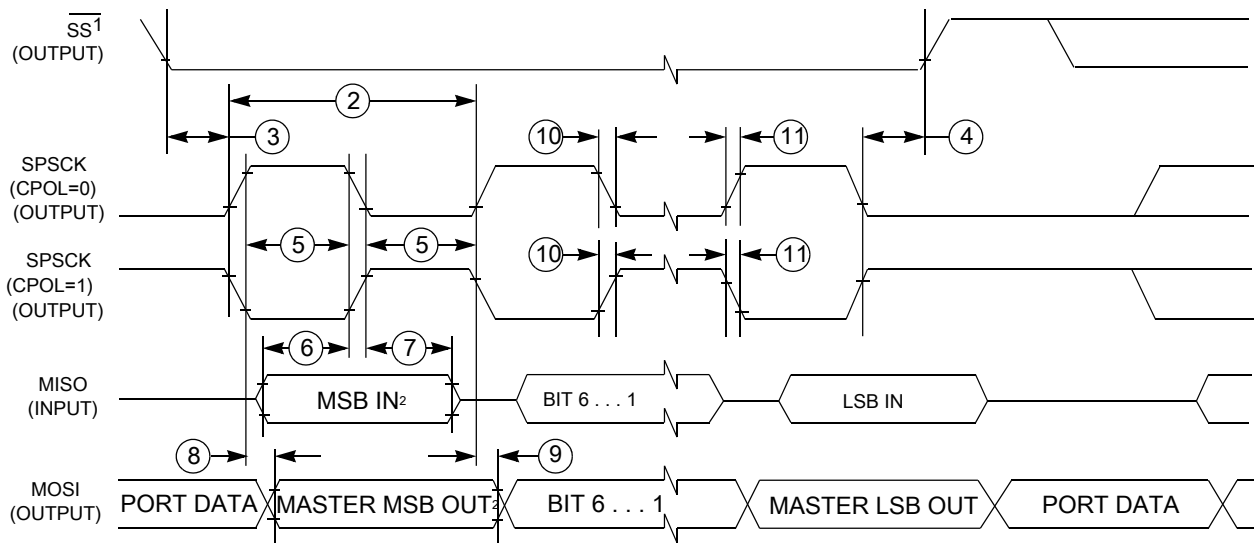 SS1
(OUTPUT)
2
3
10
11
4
SPSCK
(CPOL=0)
(OUTPUT)
5
5
SPSCK
(CPOL=1)
(OUTPUT)
10
11
6
7
MISO
(INPUT)
MSB IN2
BIT 6 . . . 1
LSB IN
8
9
MOSI
(OUTPUT)
PORT DATA
MASTER MSB OUT2
BIT 6 . . . 1
MASTER LSB OUT
PORT DATA